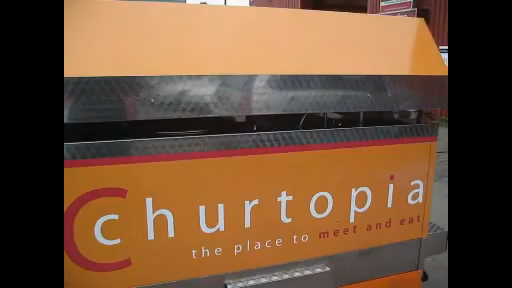 churtopia
the place to meet and eat